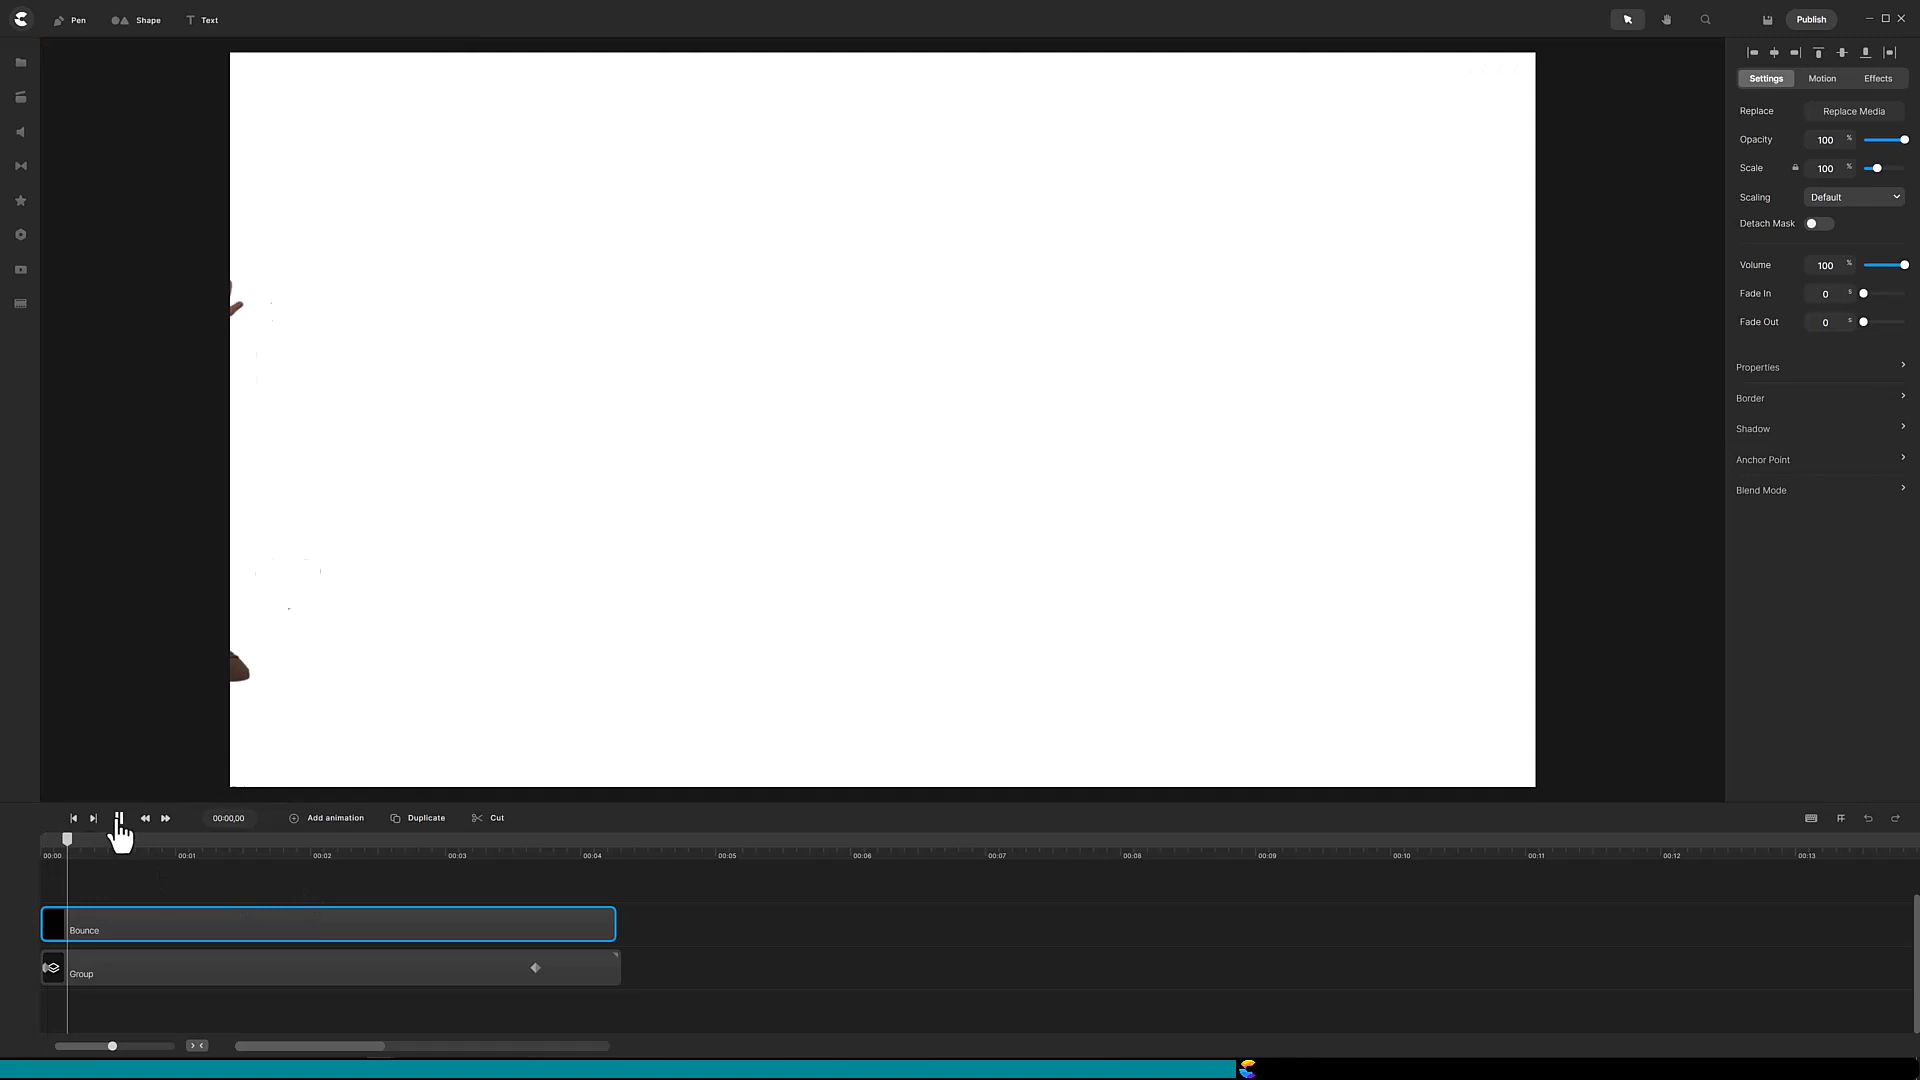 Pen
Shape
Text
Publish
Settings
Motion
Effects
Replace
Replace Media
Opacity
100 %
Scale
100 %
Scaling
Default
Detach Mask
Volume
100 %
Fade In
0 s
Fade Out
0 s
Properties
Border
Shadow
Anchor Point
Blend Mode
00:00,00
Add animation
Duplicate
Cut
00:00
00:01
00:02
00:03
00:04
00:05
00:06
00:07
00:08
00:09
00:10
00:11
00:12
00:13
Bounce
Group